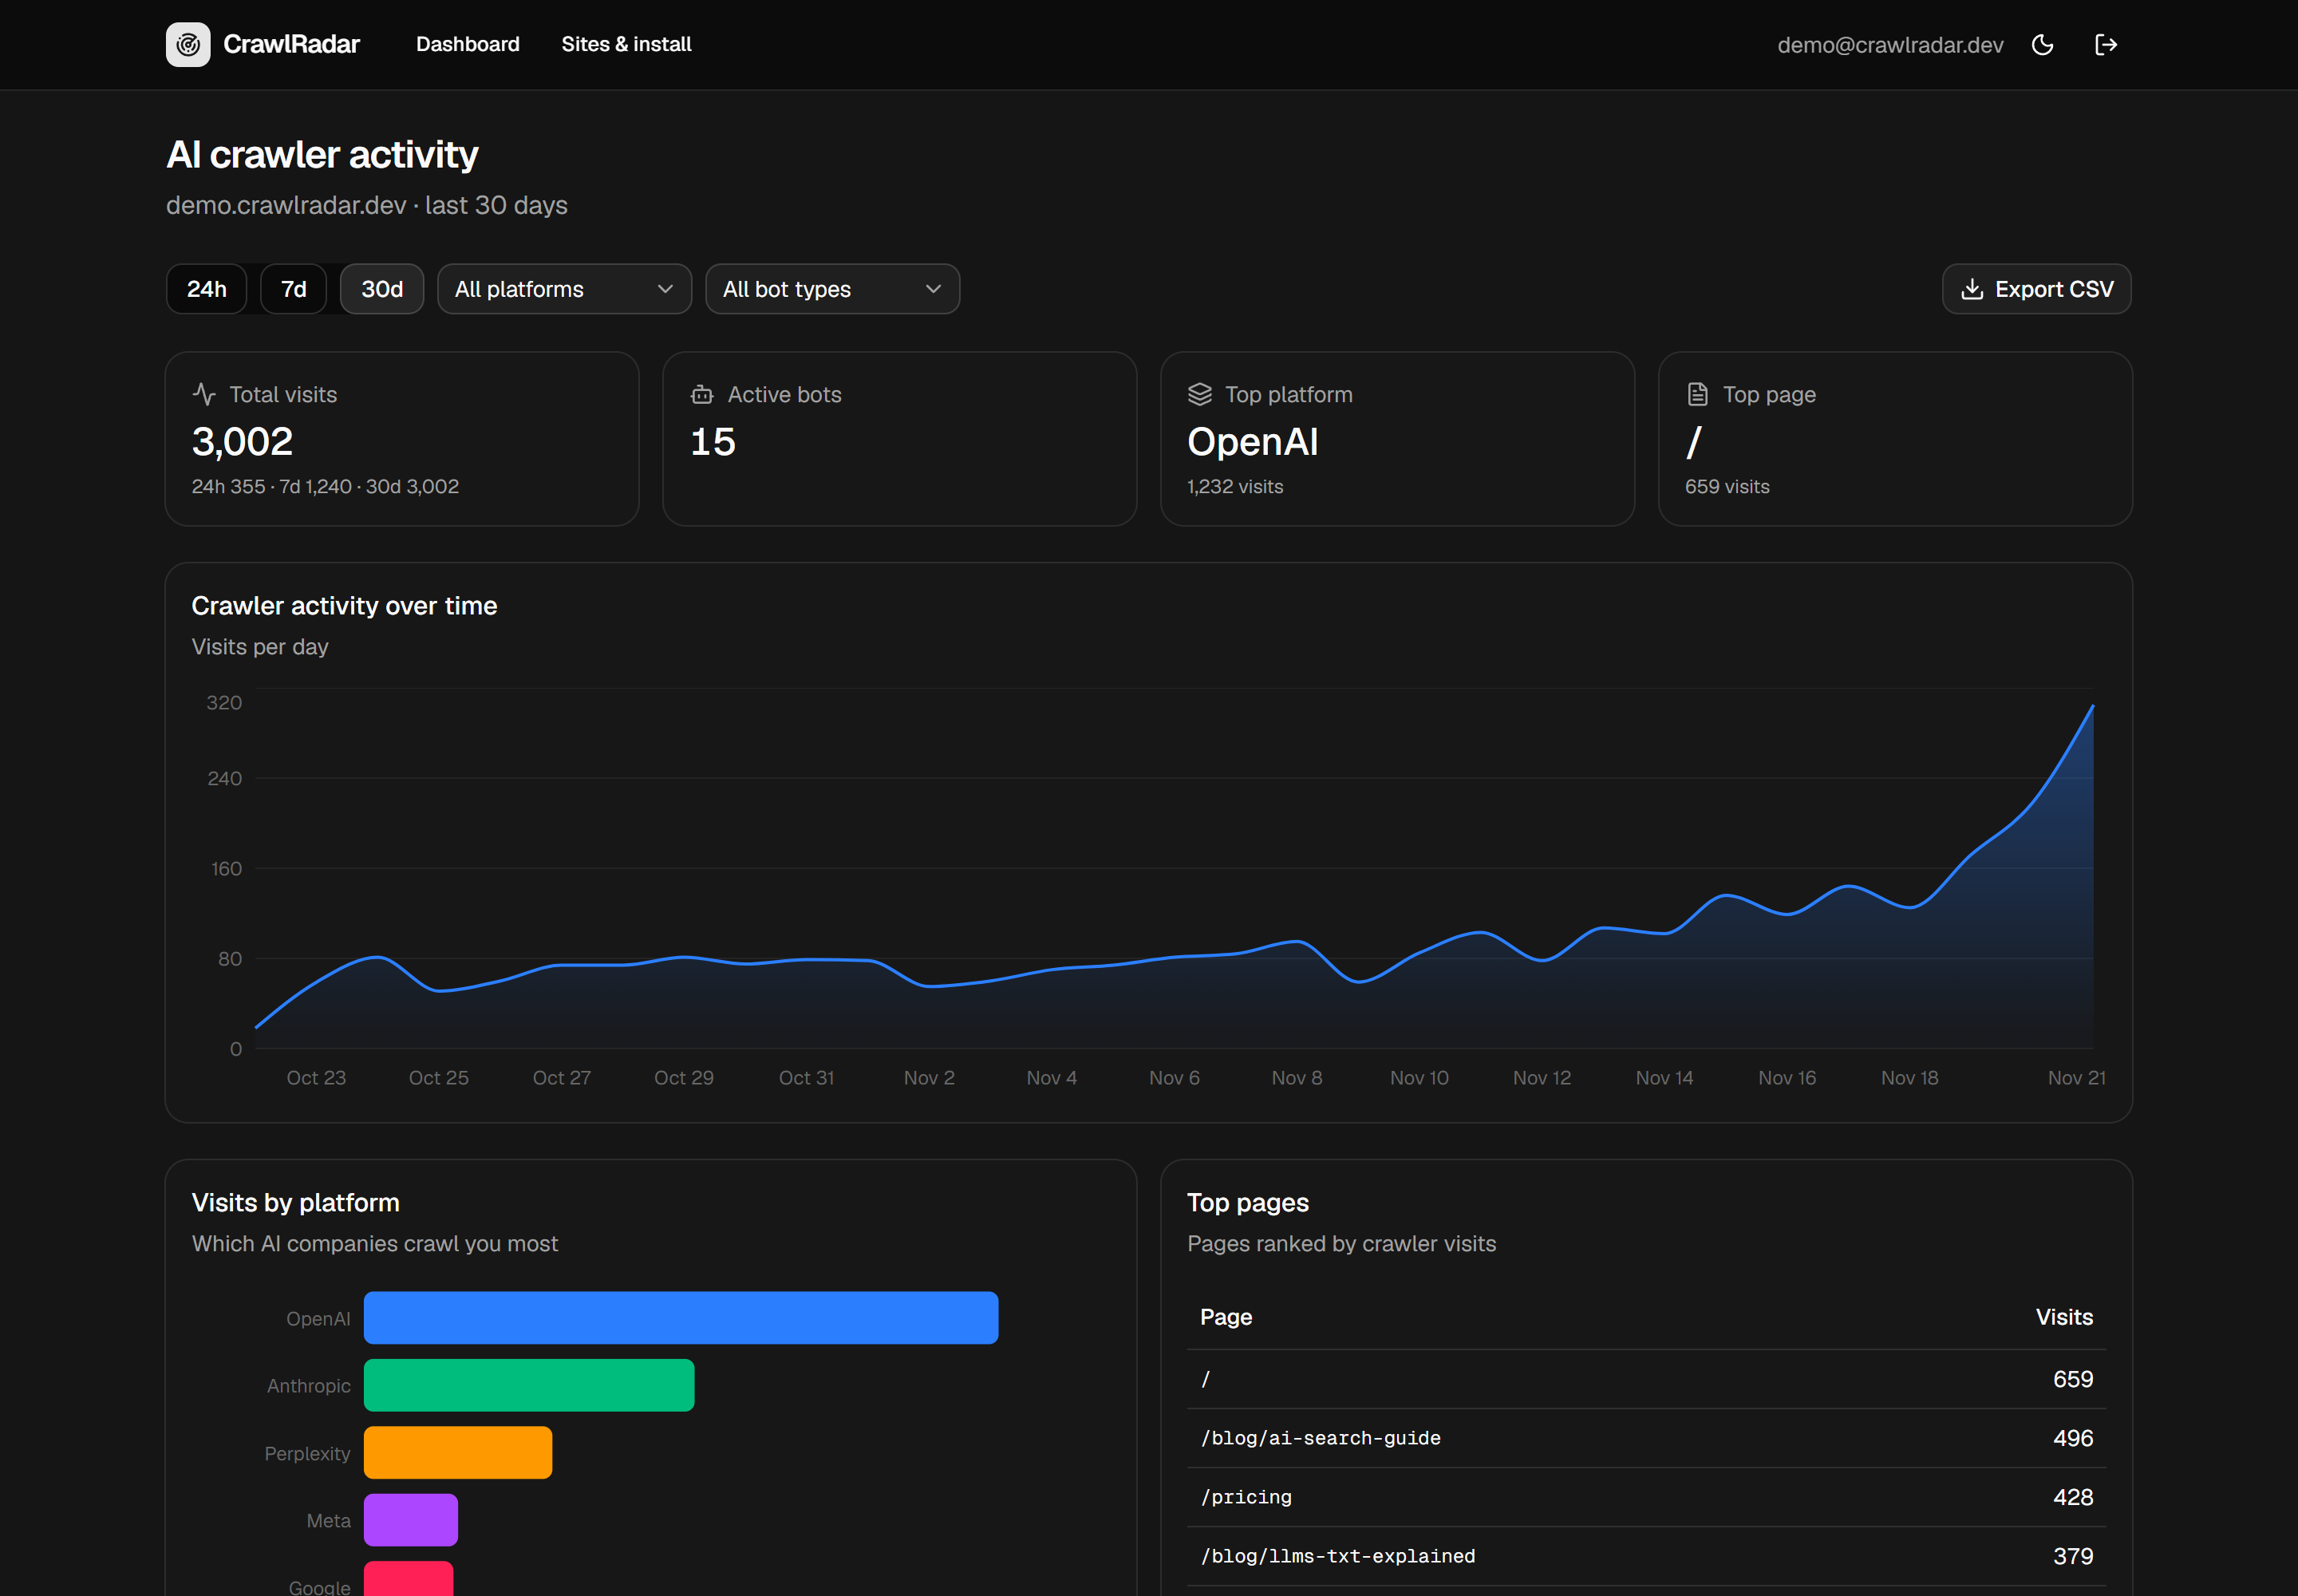 CrawlRadar Dashboard Sites & install demo@crawlradar.dev
AI crawler activity
demo.crawlradar.dev · last 30 days
24h 7d 30d All platforms All bot types Export CSV
Total visits
3,002
24h 355 · 7d 1,240 · 30d 3,002
Active bots
15
Top platform
OpenAI
1,232 visits
Top page
/
659 visits
Crawler activity over time
Visits per day
320
240
160
80
0
Oct 23 Oct 25 Oct 27 Oct 29 Oct 31 Nov 2 Nov 4 Nov 6 Nov 8 Nov 10 Nov 12 Nov 14 Nov 16 Nov 18 Nov 21
Visits by platform
Which AI companies crawl you most
OpenAI
Anthropic
Perplexity
Meta
Google
Top pages
Pages ranked by crawler visits
Page Visits
/ 659
/blog/ai-search-guide 496
/pricing 428
/blog/llms-txt-explained 379